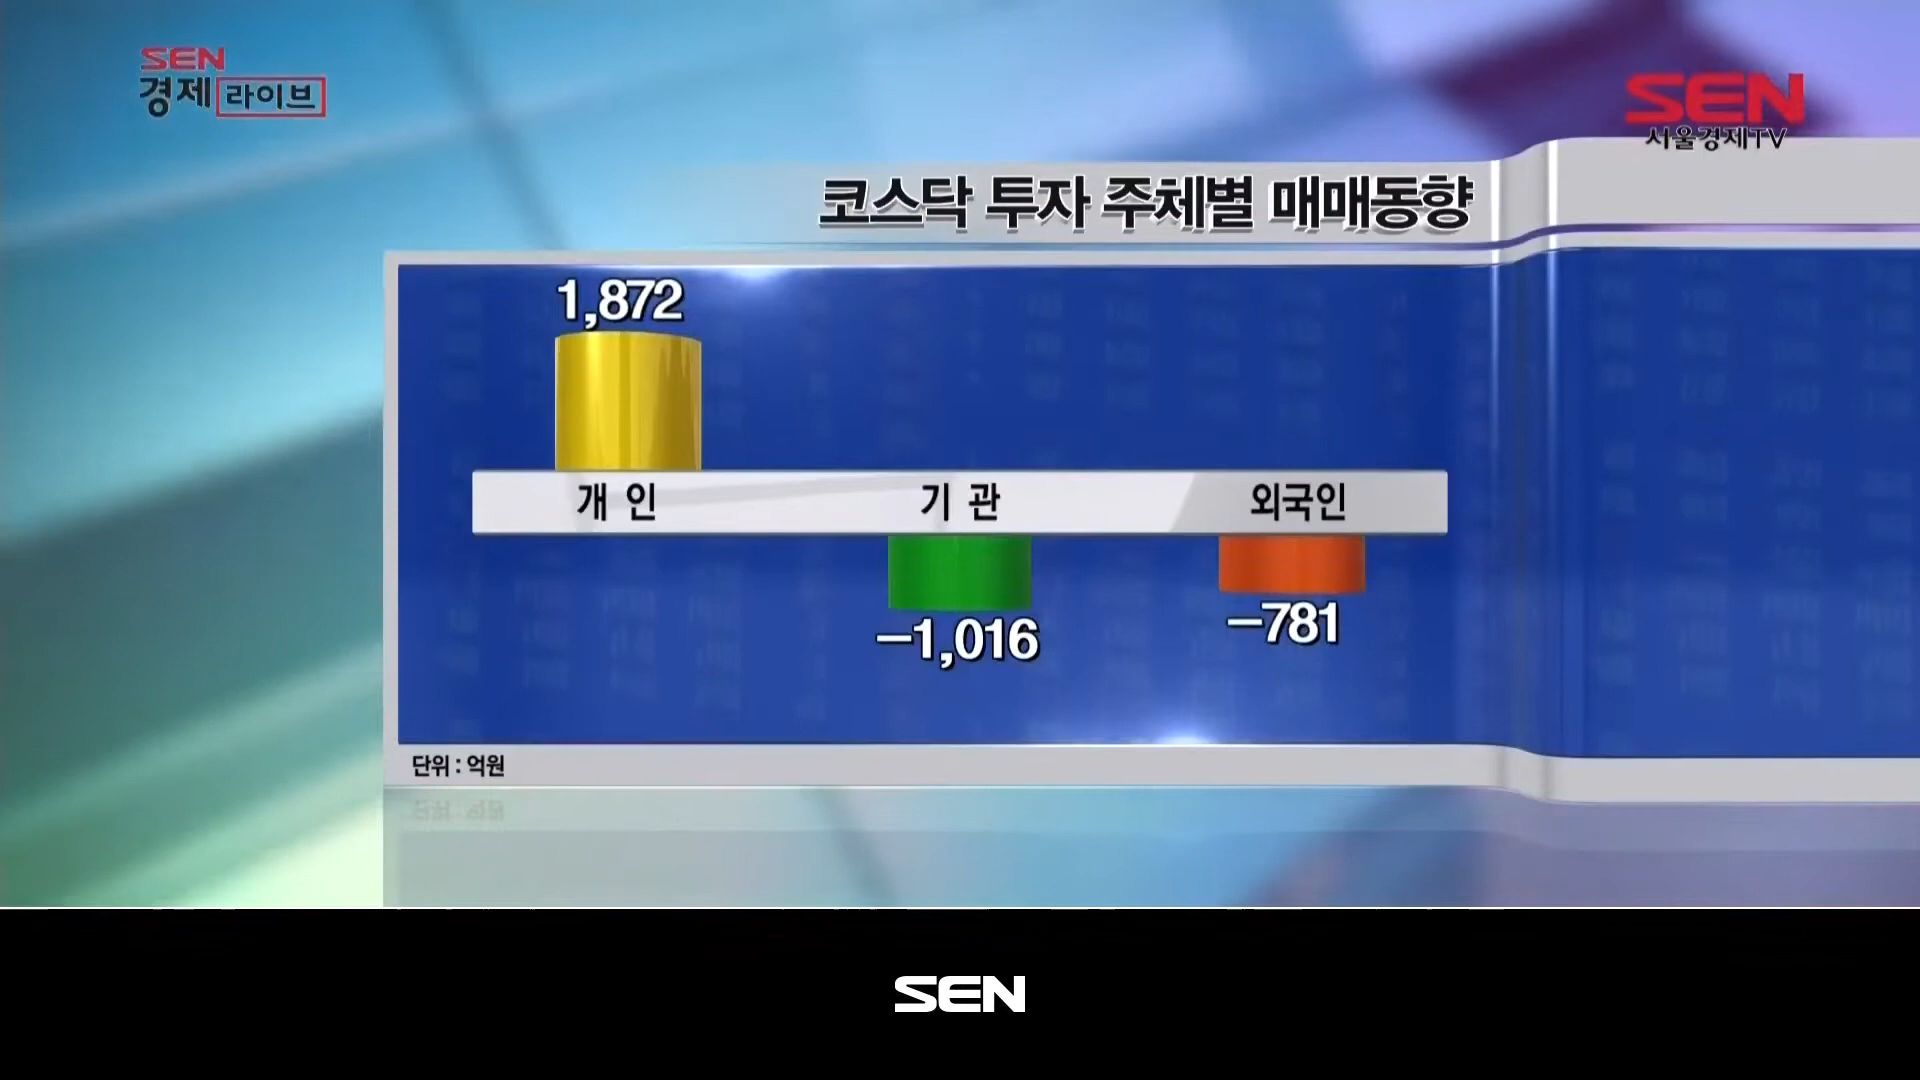 SEN
경제 라이브
SEN
서울경제TV
코스닥 투자 주체별 매매동향
1,872
개 인
기 관
외국인
-1,016
-781
단위 : 억원
SEN